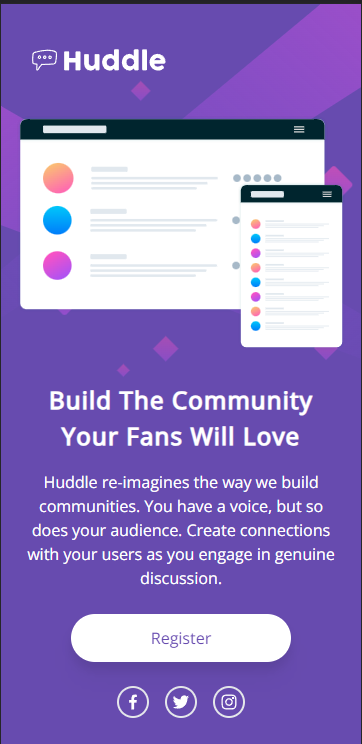 Huddle
Build The Community
Your Fans Will Love
Huddle re-imagines the way we build
communities. You have a voice, but so
does your audience. Create connections
with your users as you engage in genuine
discussion.
Register